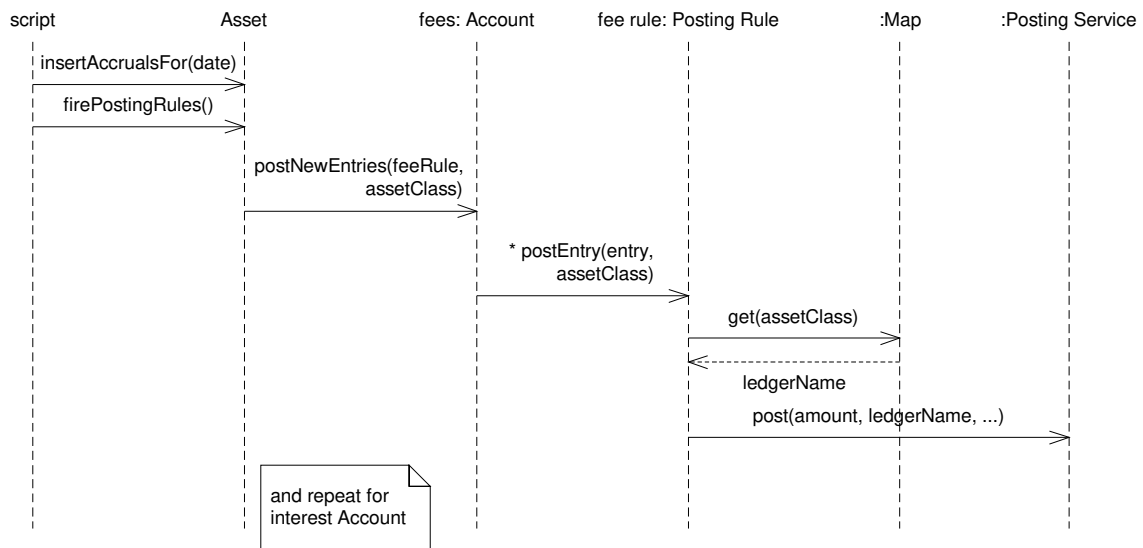 script
Asset
fees: Account
fee rule: Posting Rule
:Map
:Posting Service
insertAccrualsFor(date)
firePostingRules()
postNewEntries(feeRule,
assetClass)
* postEntry(entry,
assetClass)
get(assetClass)
ledgerName
post(amount, ledgerName, ...)
and repeat for
interest Account